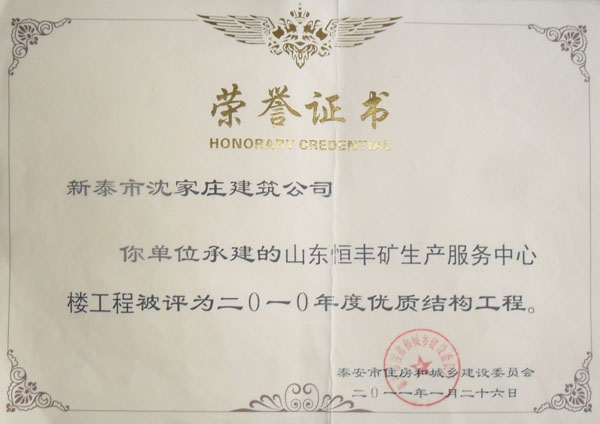 荣誉证书
HONORARY CREDENTIAL
新泰市沈家庄建筑公司
你单位承建的山东恒丰矿生产服务中心
楼工程被评为二〇一〇年度优质结构工程。
泰安市住房和城乡建设委员会
二〇一一年一月二十六日